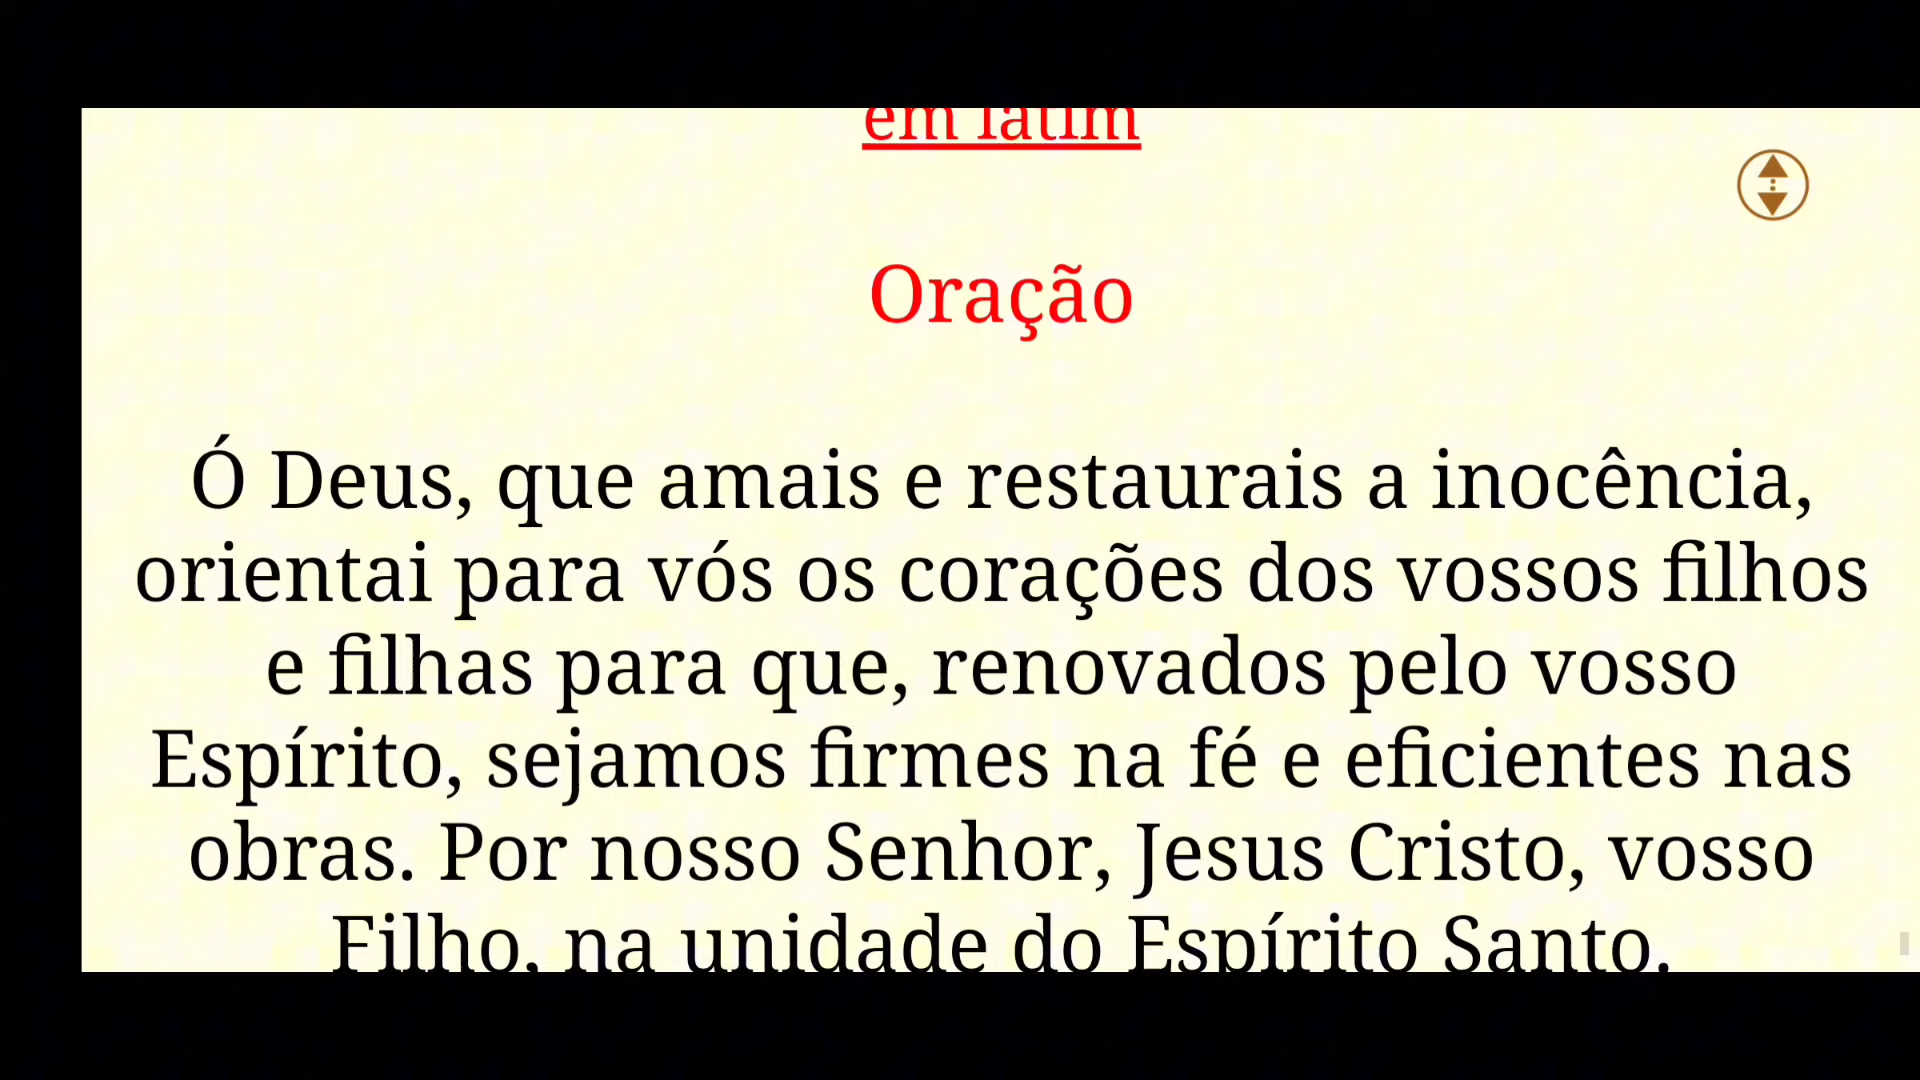 em latim
Oração
Ó Deus, que amais e restaurais a inocência,
orientai para vós os corações dos vossos filhos
e filhas para que, renovados pelo vosso
Espírito, sejamos firmes na fé e eficientes nas
obras. Por nosso Senhor, Jesus Cristo, vosso
Filho, na unidade do Espírito Santo.